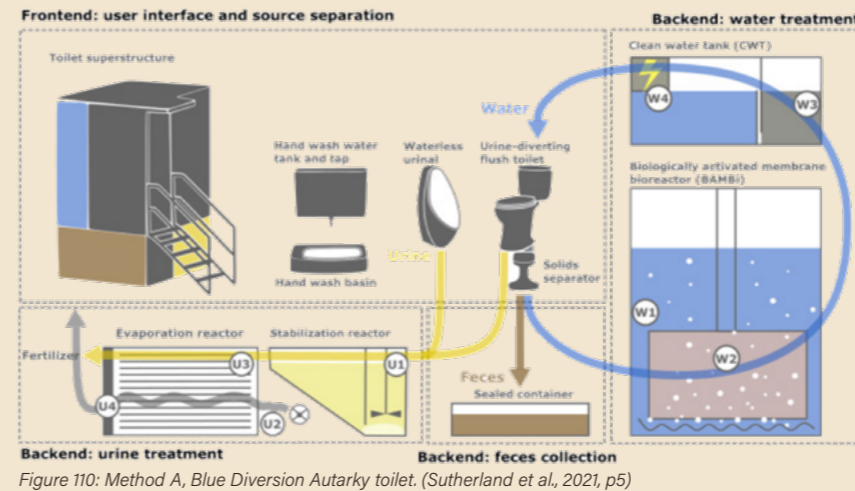 Frontend: user interface and source separation
Backend: water treatment
Toilet superstructure
Clean water tank (CWT)
W4
W3
Water
Hand wash water
tank and tap
Waterless
urinal
Urine-diverting
flush toilet
Biologically activated membrane
bioreactor (BAMBi)
Urine
Solids
separator
Hand wash basin
W1
Evaporation reactor
Stabilization reactor
Fertilizer
U3
U1
W2
Feces
Sealed container
U4
U2
Backend: urine treatment
Backend: feces collection
Figure 110: Method A, Blue Diversion Autarky toilet. (Sutherland et al., 2021, p5)